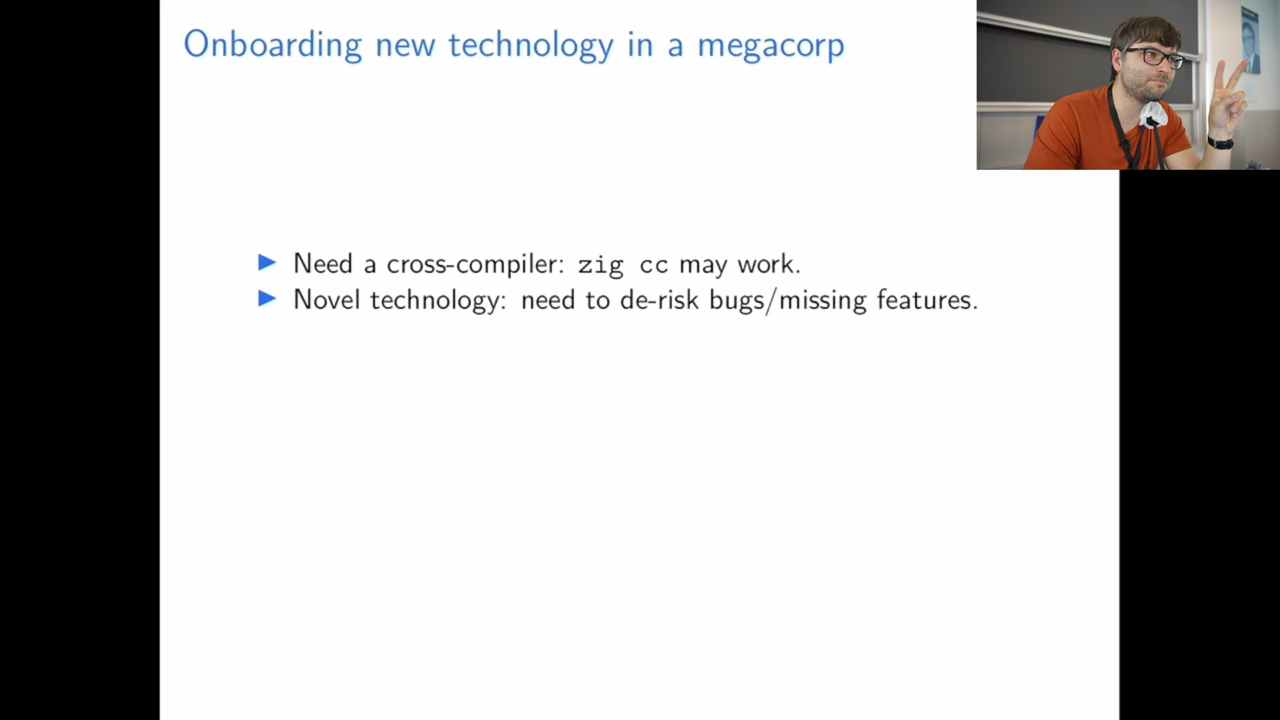 Onboarding new technology in a megacorp
▶ Need a cross-compiler: zig cc may work.
▶ Novel technology: need to de-risk bugs/missing features.